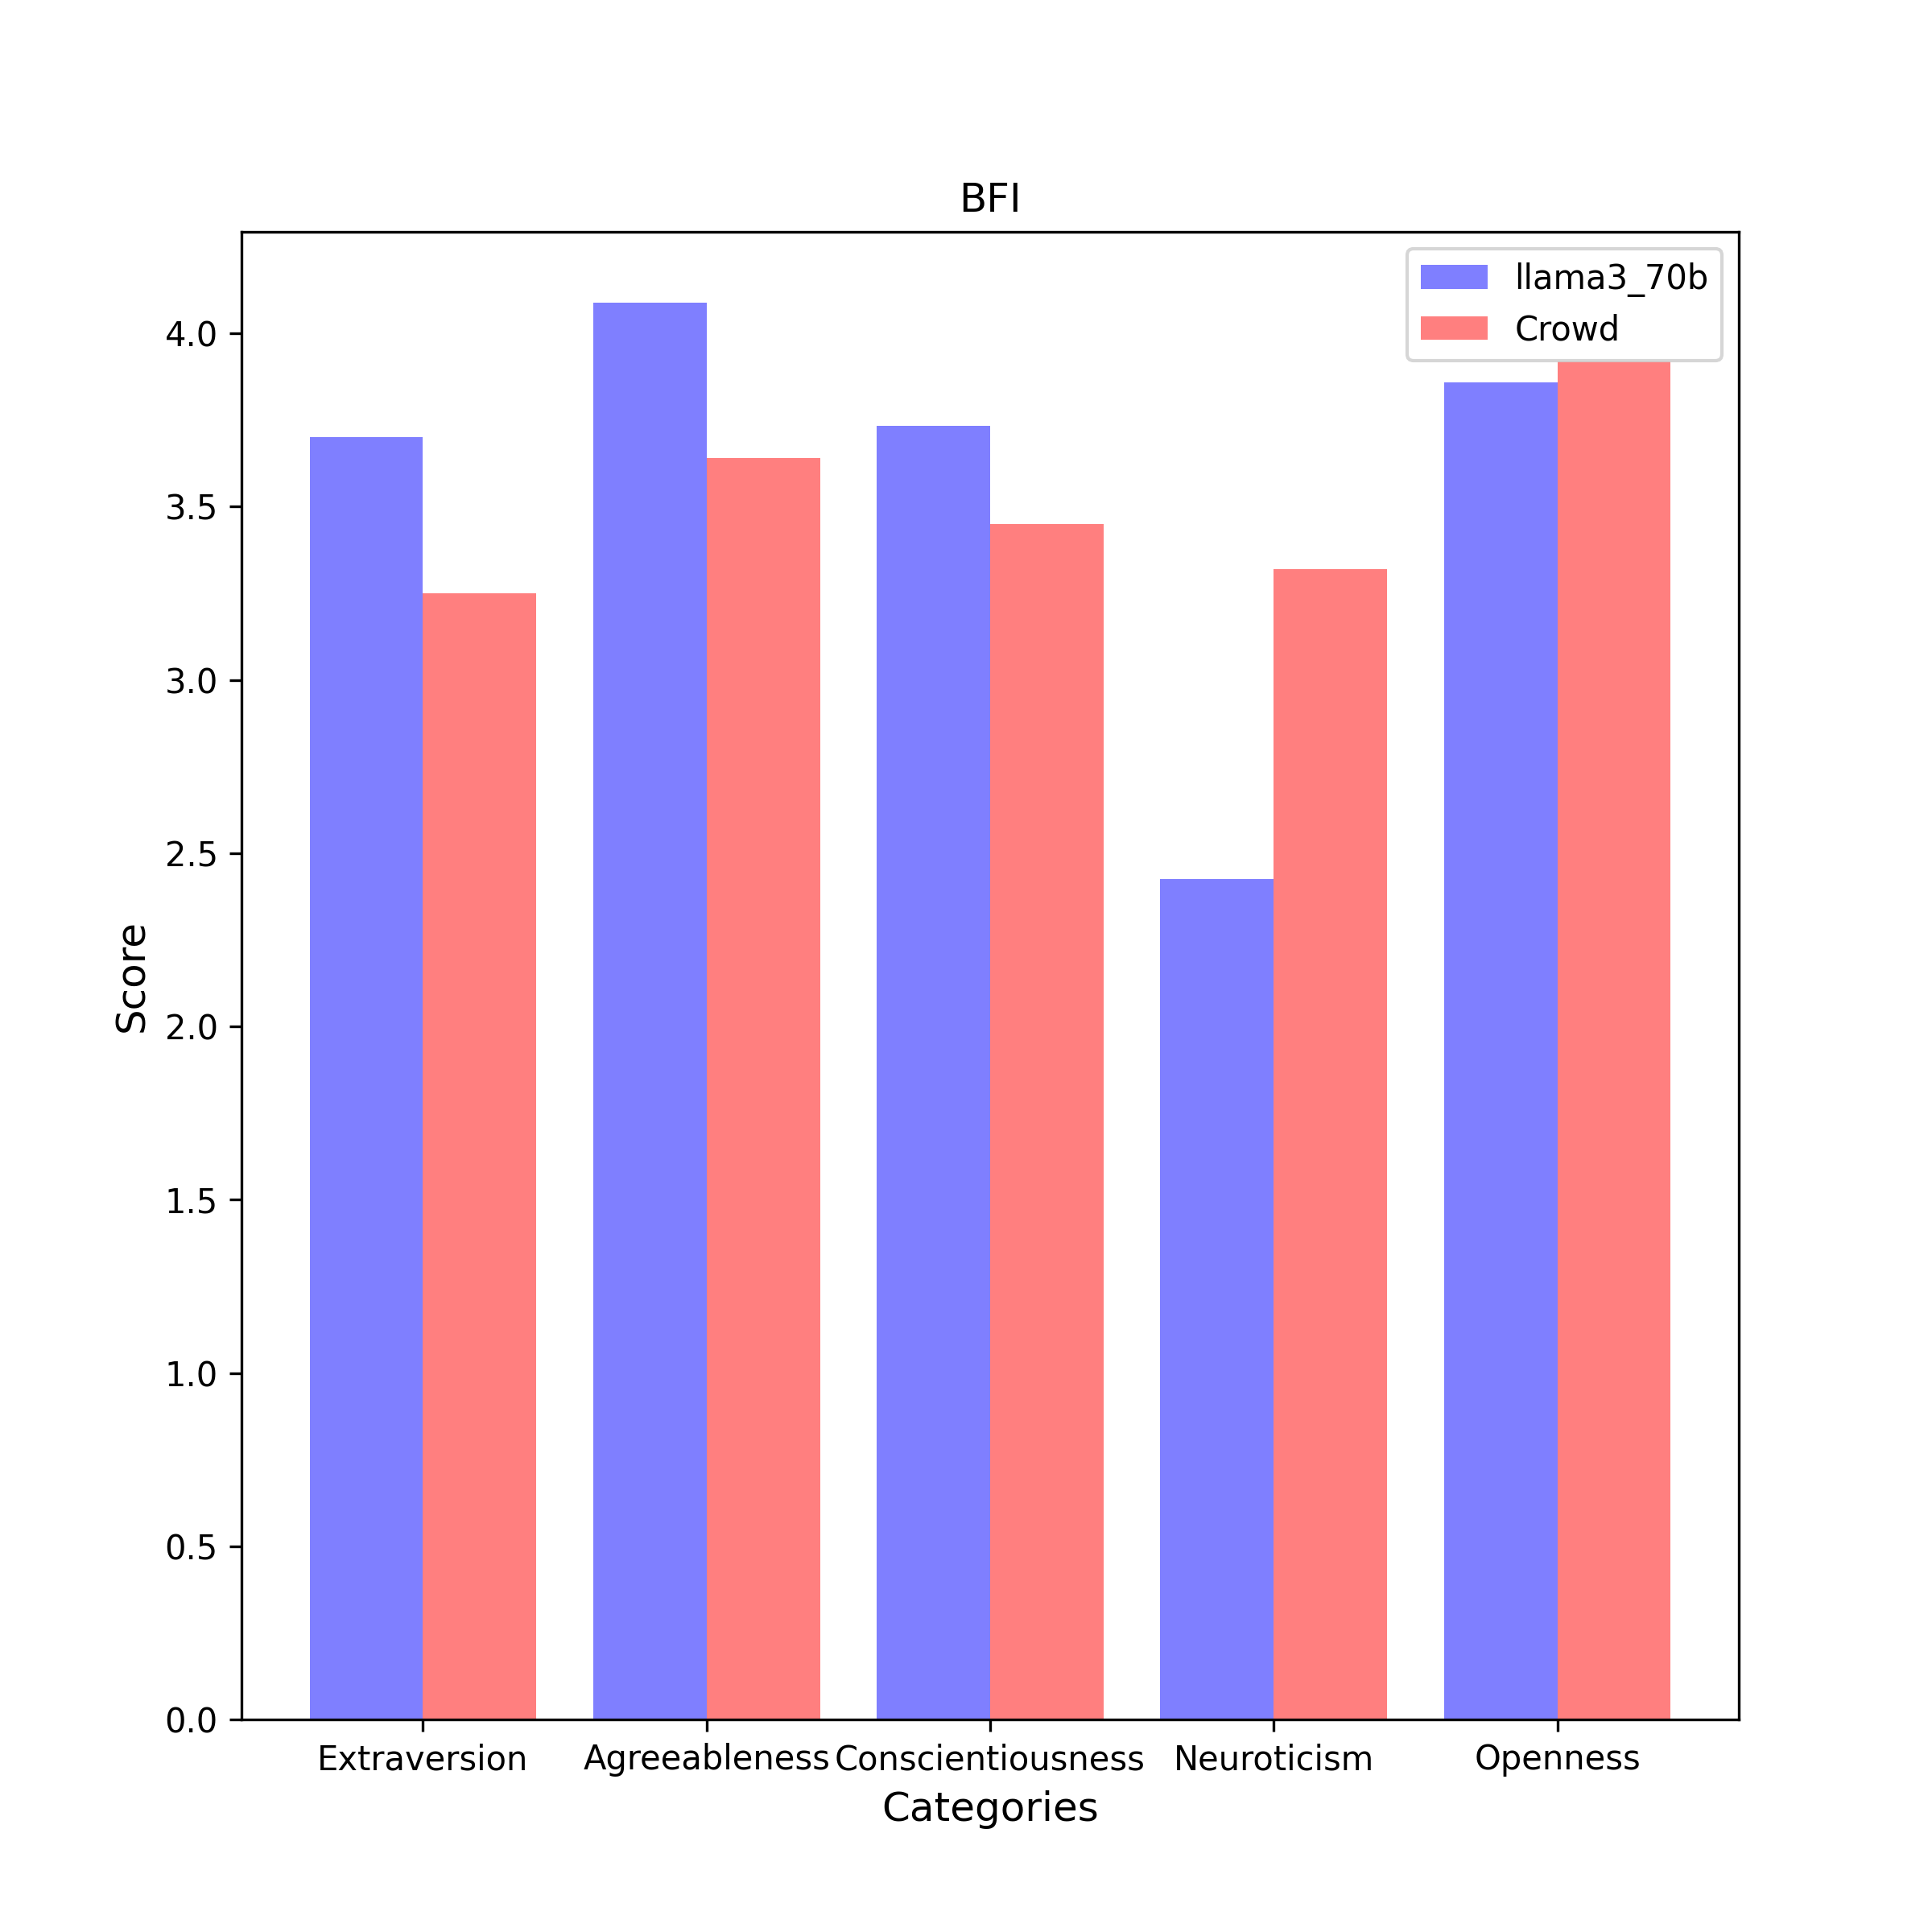 BFI
llama3_70b
Crowd
4.0
3.5
3.0
2.5
2.0
1.5
1.0
0.5
0.0
Score
Extraversion Agreeableness Conscientiousness Neuroticism Openness
Categories